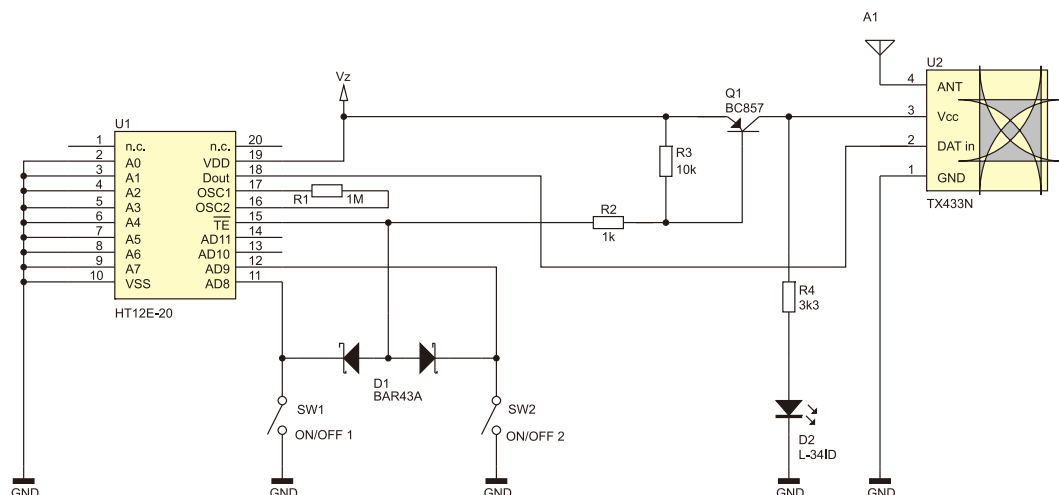 A1
U2
4 ANT
3 Vcc
2 DAT in
1 GND
TX433N
Vz
Q1
BC857
U1
1 n.c. n.c. 20
2 A0 VDD 19
3 A1 Dout 18
4 A2 OSC1 17
5 A3 OSC2 16
6 A4 TE 15
7 A5 AD11 14
8 A6 AD10 13
9 A7 AD9 12
10 VSS AD8 11
HT12E-20
R1 1M
R3
10k
R2
1k
R4
3k3
D1
BAR43A
SW1
ON/OFF 1
SW2
ON/OFF 2
D2
L-34ID
GND GND GND GND GND